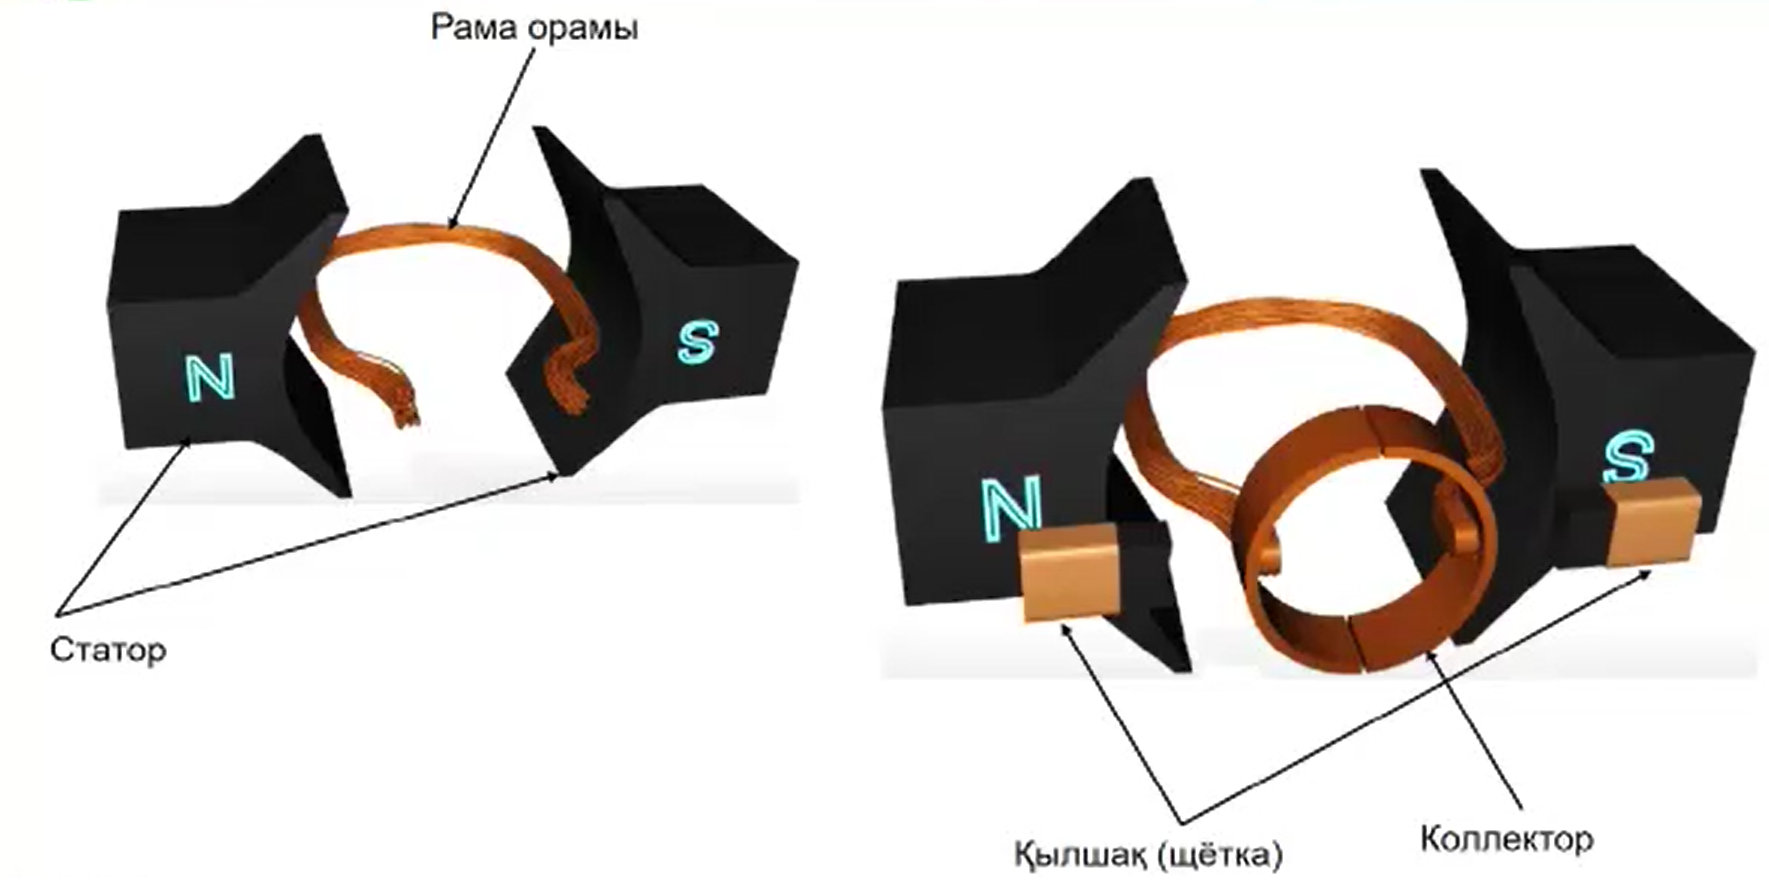 Рама орамы
N
S
Статор
N
S
Қылшақ (щётка)
Коллектор